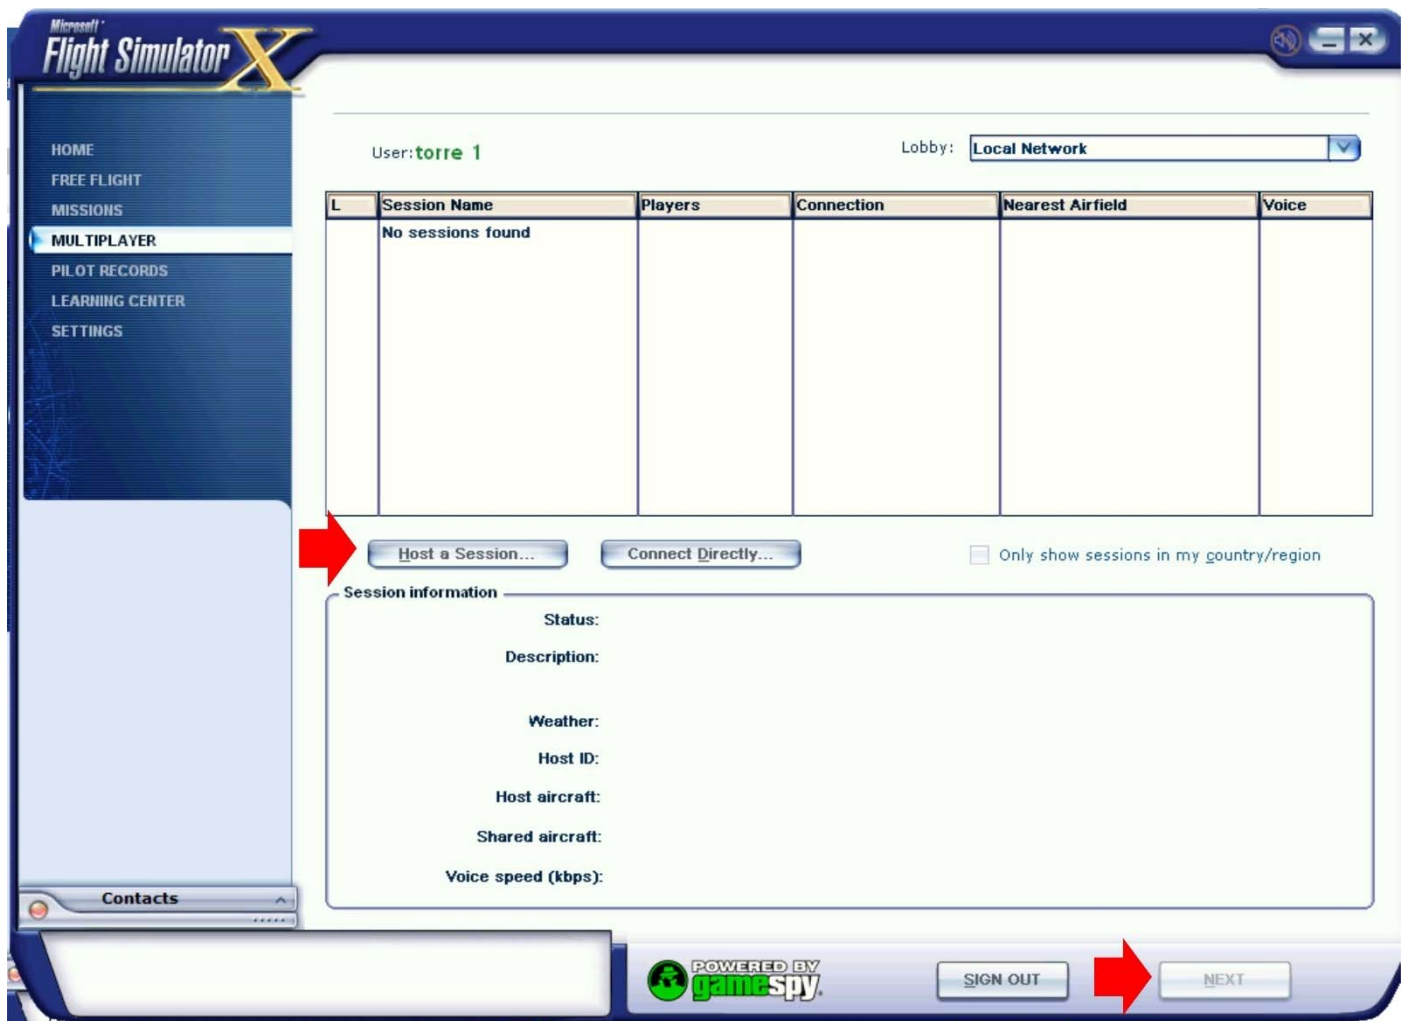 Microsoft
Flight Simulator X
HOME
FREE FLIGHT
MISSIONS
MULTIPLAYER
PILOT RECORDS
LEARNING CENTER
SETTINGS
User: torre 1
Lobby: Local Network
L Session Name Players Connection Nearest Airfield Voice
No sessions found
Host a Session... Connect Directly... Only show sessions in my country/region
Session information
Status:
Description:
Weather:
Host ID:
Host aircraft:
Shared aircraft:
Voice speed (kbps):
Contacts
POWERED BY
gamespy.
SIGN OUT
NEXT